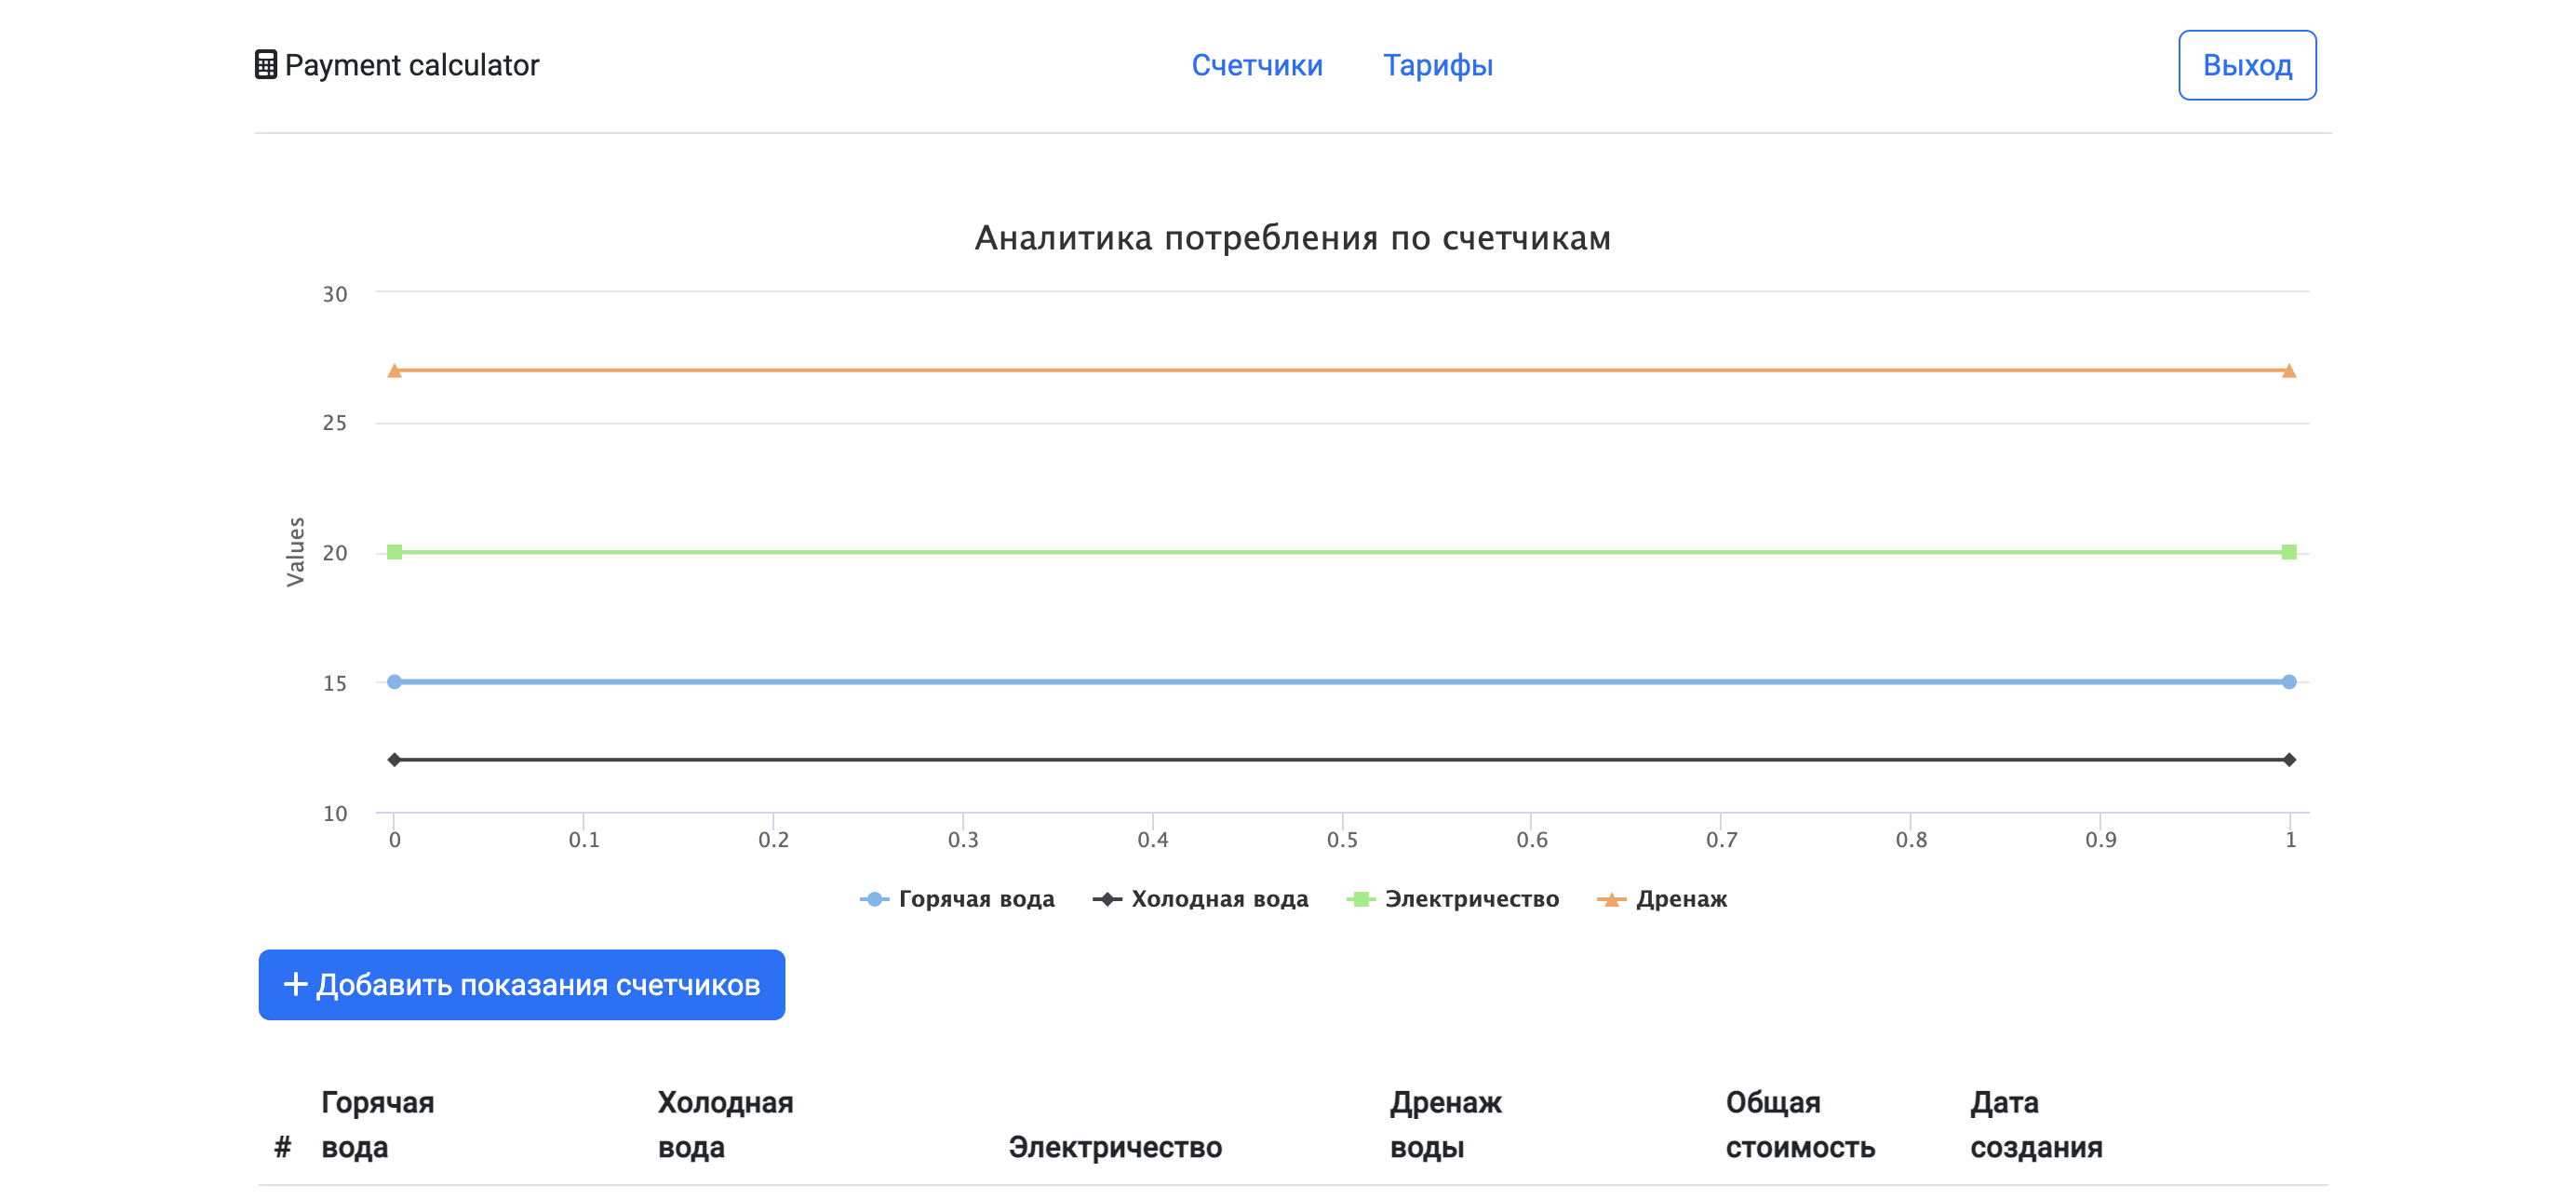 Payment calculator
Счетчики
Тарифы
Выход
Аналитика потребления по счетчикам
30
25
20
15
10
Values
0 0.1 0.2 0.3 0.4 0.5 0.6 0.7 0.8 0.9 1
Горячая вода
Холодная вода
Электричество
Дренаж
Добавить показания счетчиков
#
Горячая
вода
Холодная
вода
Электричество
Дренаж
воды
Общая
стоимость
Дата
создания